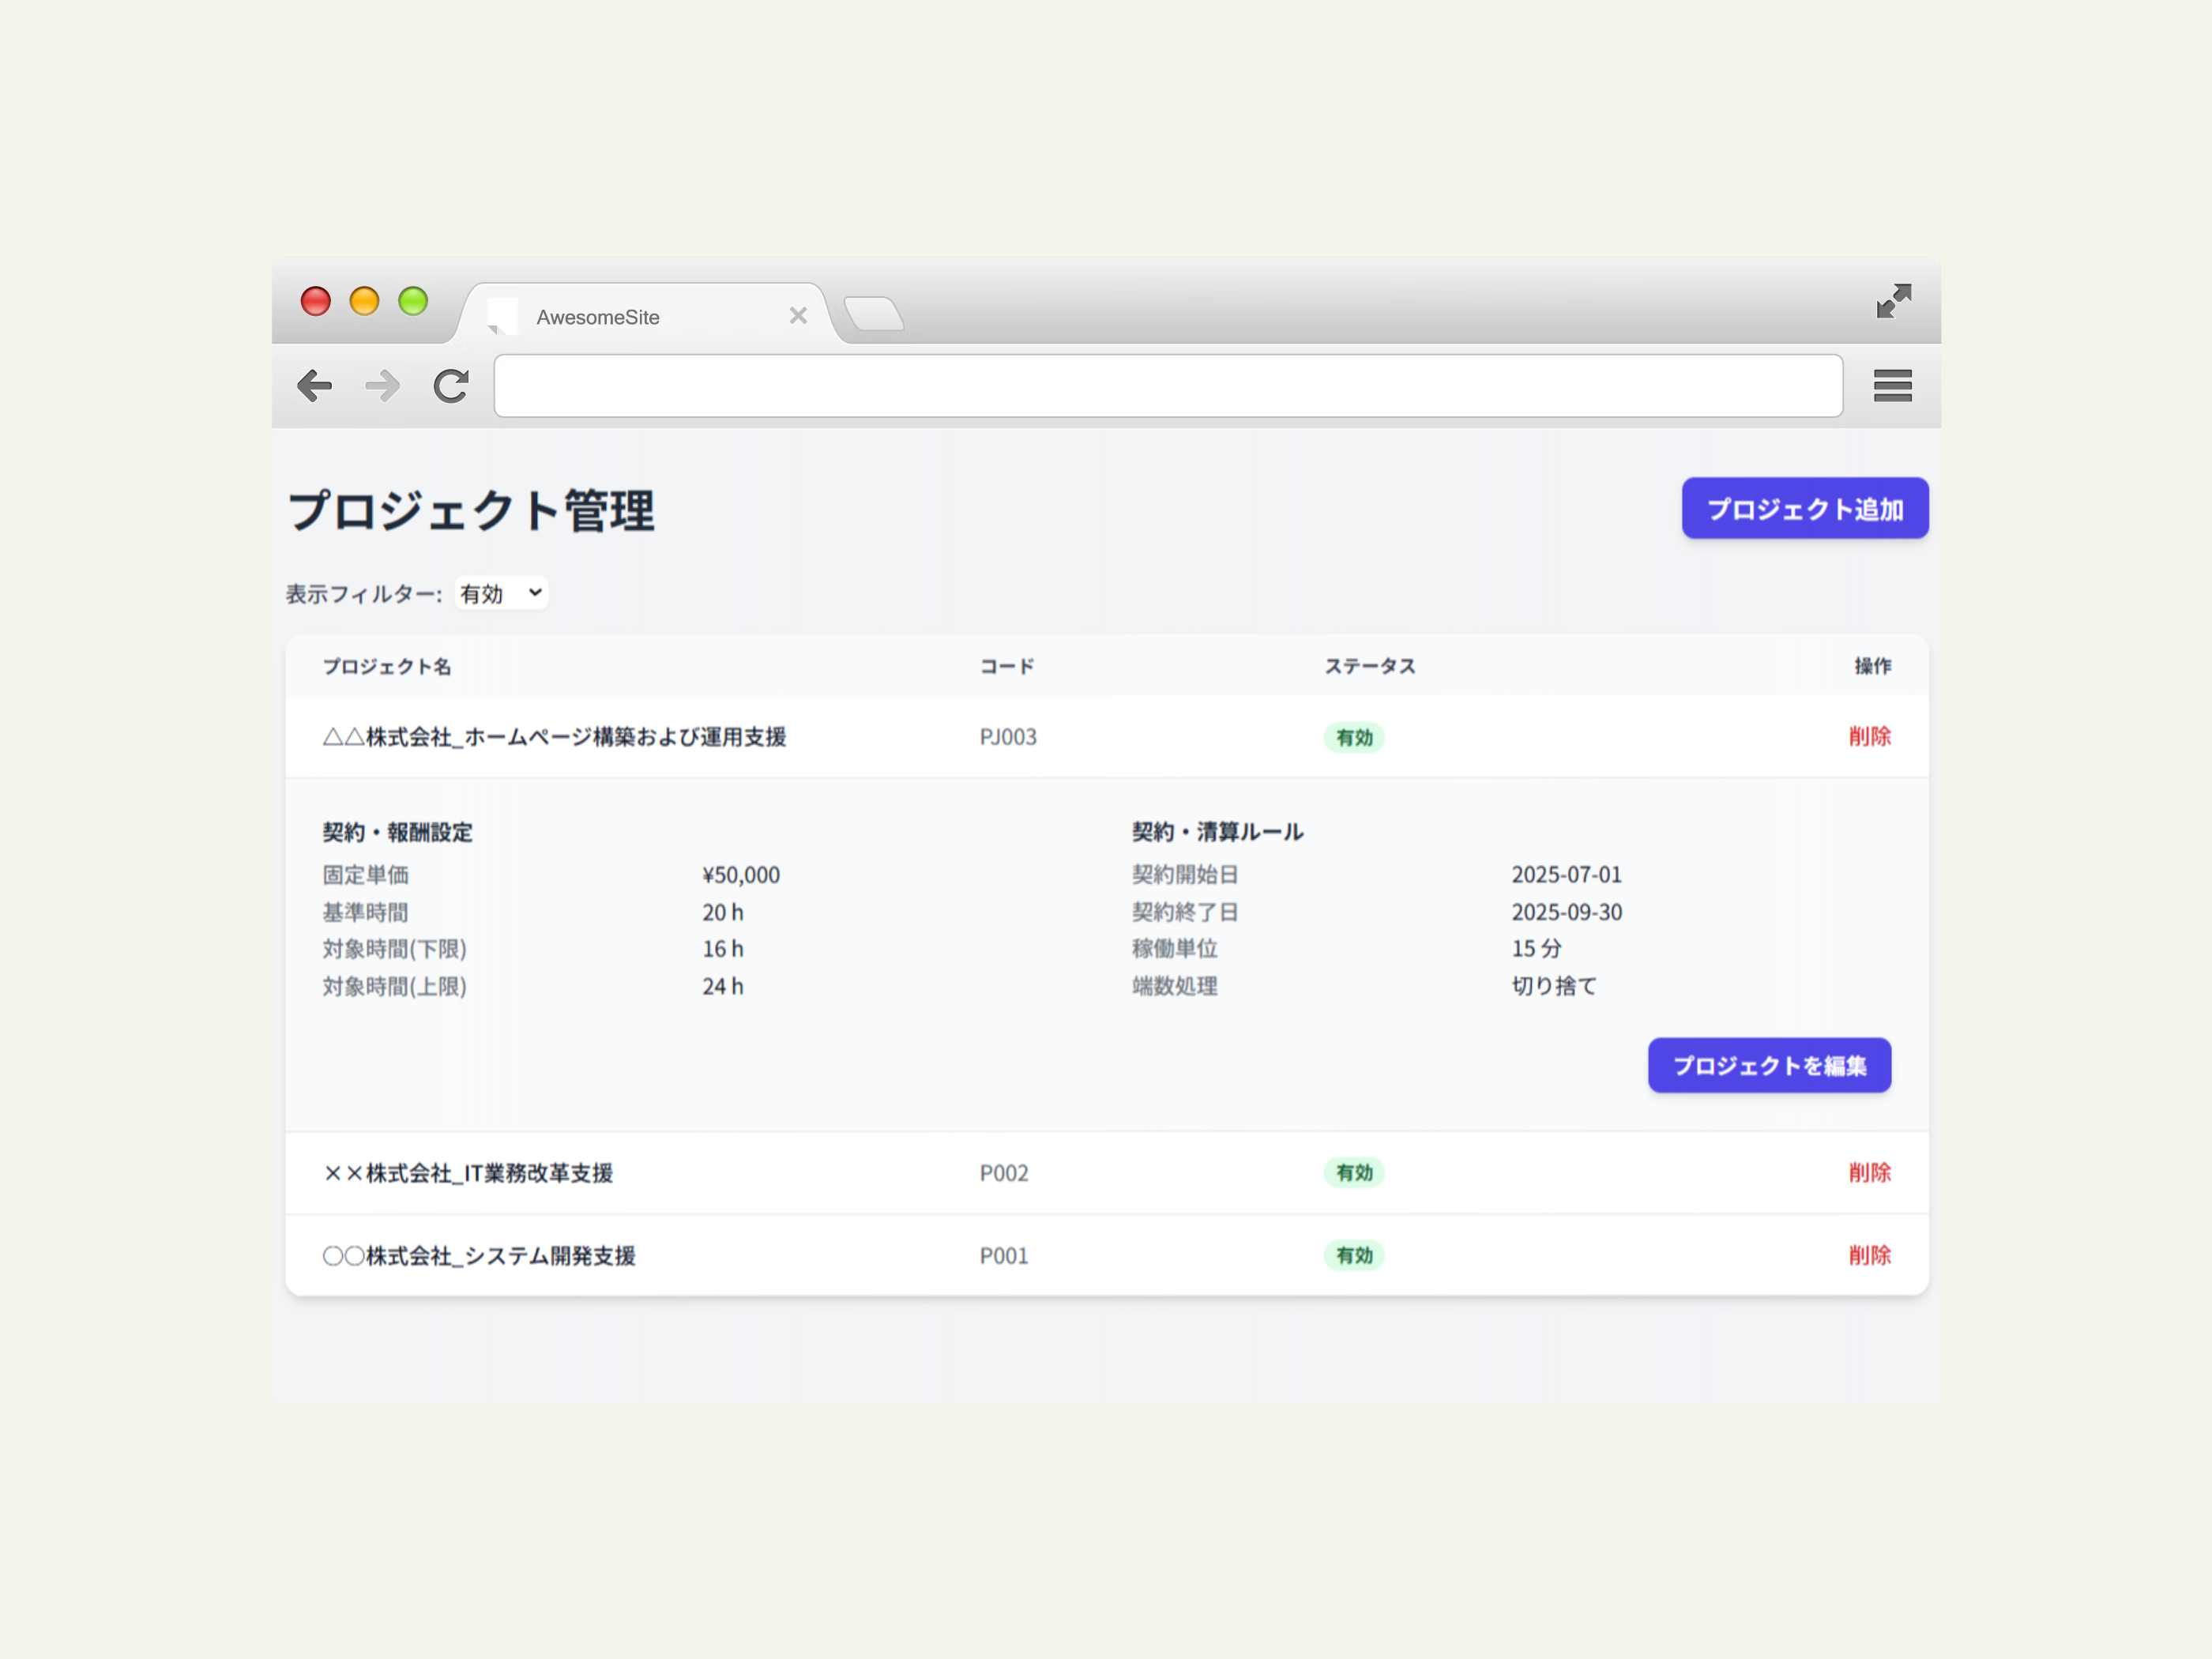 AwesomeSite
プロジェクト管理
プロジェクト追加
表示フィルター: 有効
プロジェクト名 コード ステータス 操作
△△株式会社_ホームページ構築および運用支援 PJ003 有効 削除
契約・報酬設定 契約・清算ルール
固定単価 ¥50,000 契約開始日 2025-07-01
基準時間 20 h 契約終了日 2025-09-30
対象時間(下限) 16 h 稼働単位 15 分
対象時間(上限) 24 h 端数処理 切り捨て
プロジェクトを編集
××株式会社_IT業務改革支援 P002 有効 削除
〇〇株式会社_システム開発支援 P001 有効 削除